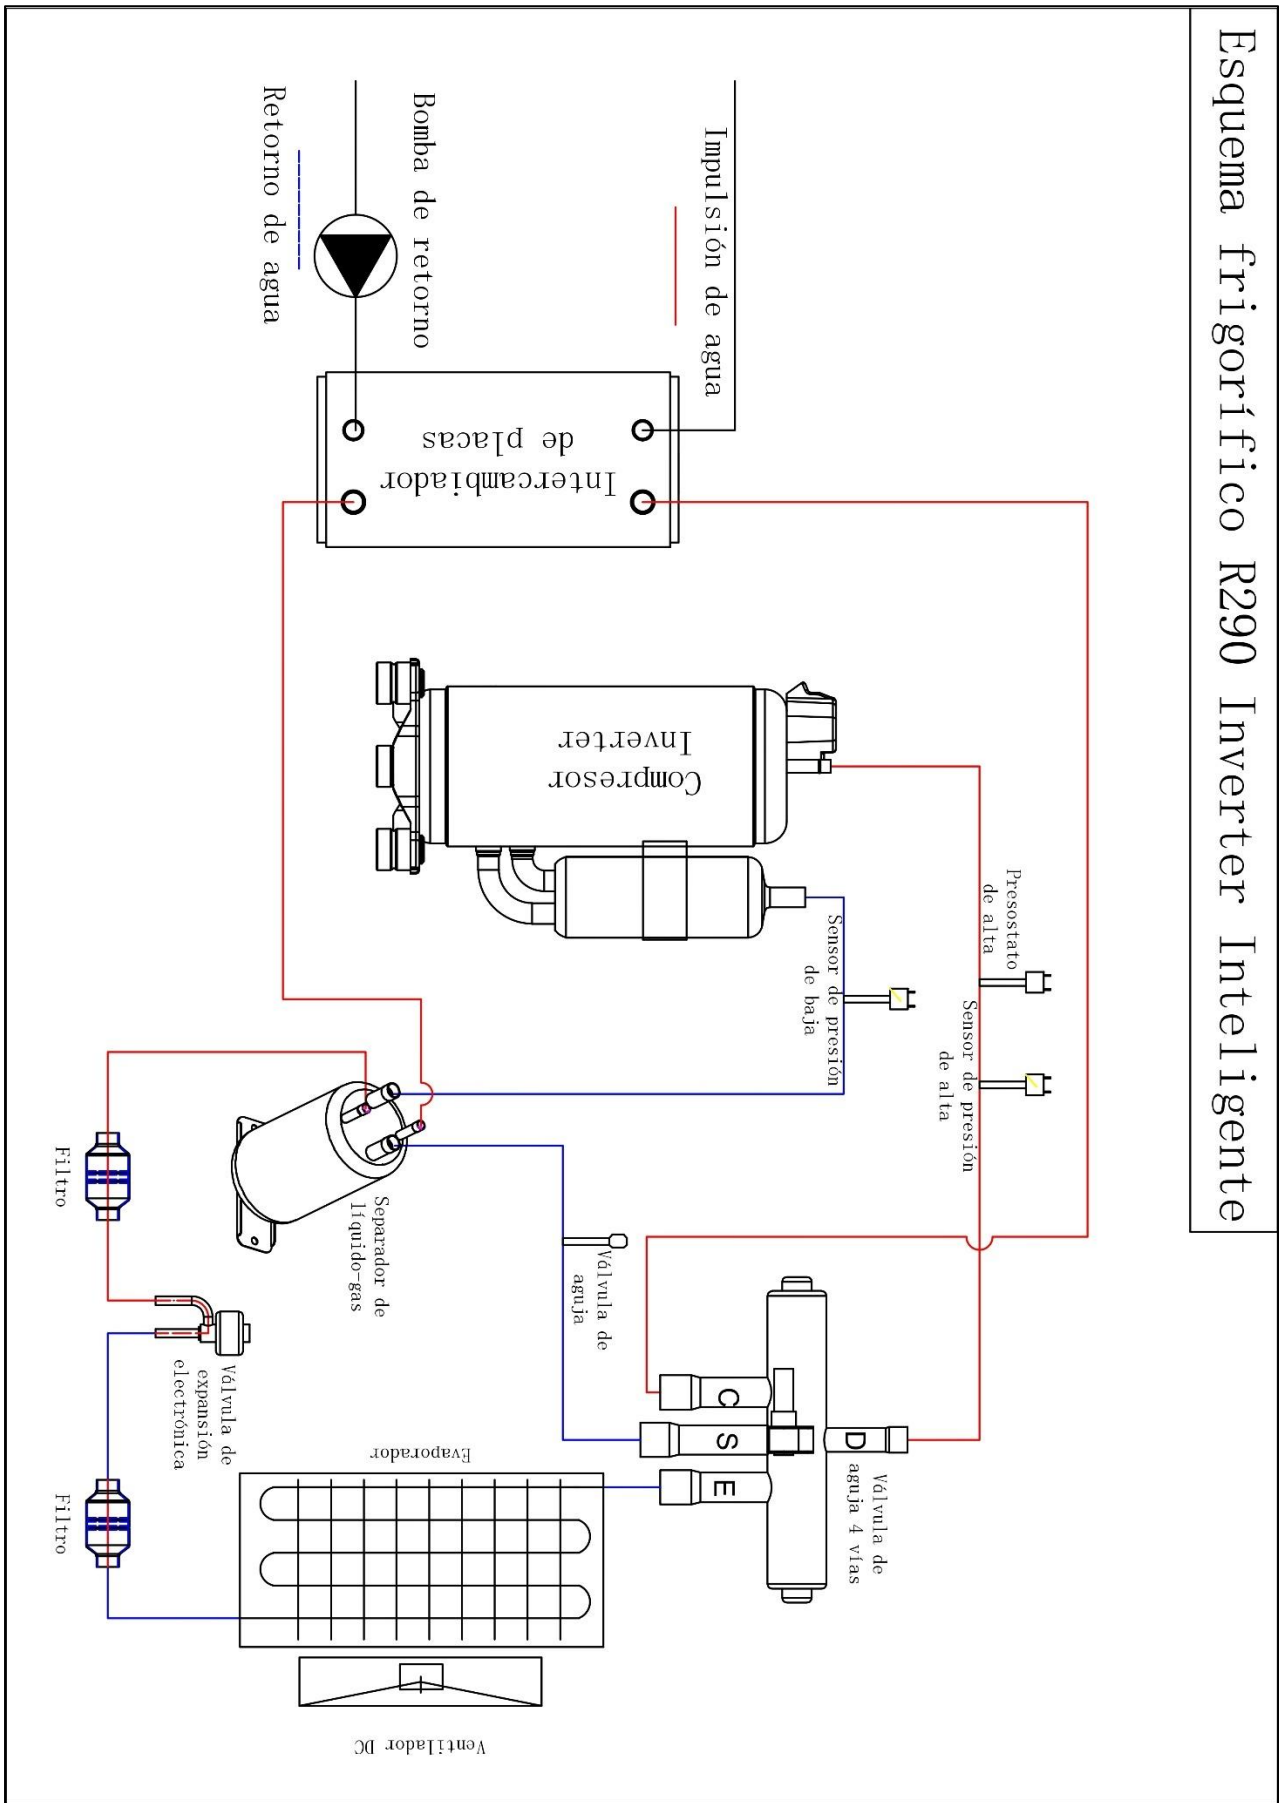 Esquema frigorífico R290 Inverter Inteligente
Impulsión de agua
Bomba de retorno
Retorno de agua
Intercambiador
de placas
Compresor
Inverter
Presostato
de alta
Sensor de presión
de alta
Sensor de presión
de baja
Separador de
líquido-gas
Válvula de
aguja
Válvula de
aguja 4 vías
D
C
S
E
Filtro
Válvula de
expansión
electrónica
Filtro
Evaporador
Ventilador DC